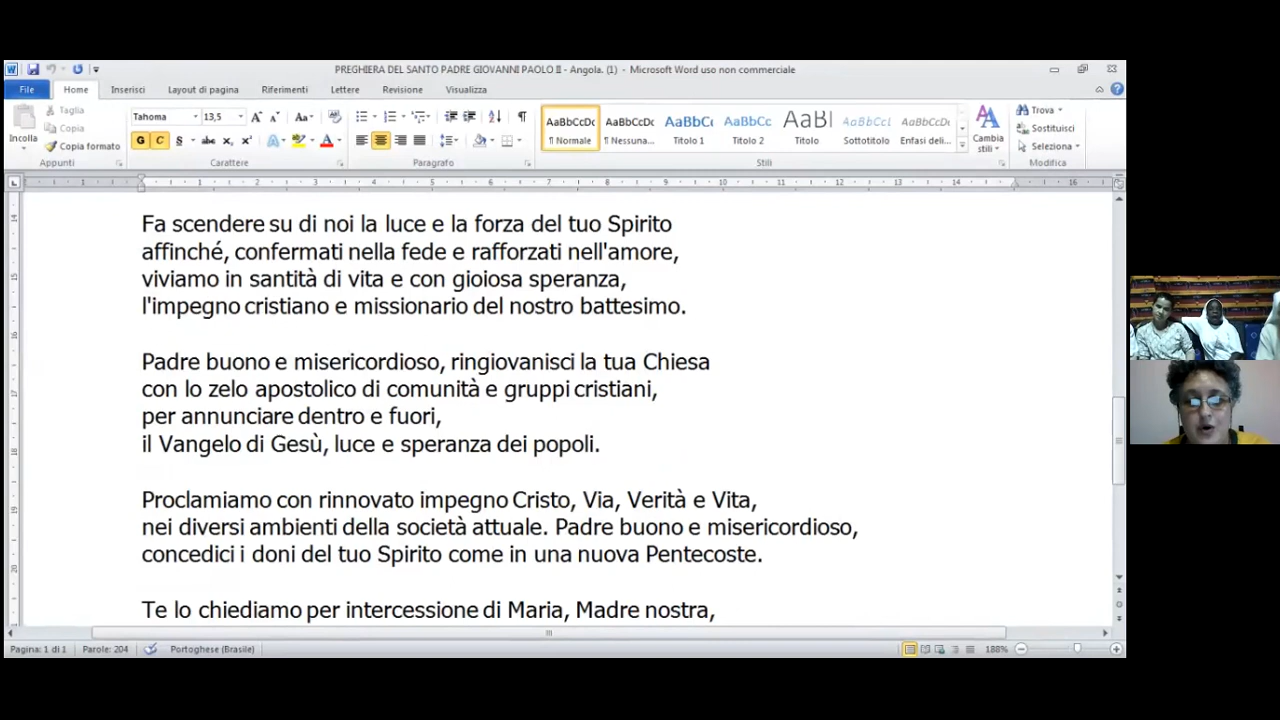 PREGHIERA DEL SANTO PADRE GIOVANNI PAOLO II - Angola. (1) - Microsoft Word uso non commerciale
File Home Inserisci Layout di pagina Riferimenti Lettere Revisione Visualizza
Incolla
Taglia
Copia
Copia formato
Appunti
Tahoma 13,5
G C S abc x₂ x²
Carattere
Paragrafo
AaBbCcDc AaBbCcDc AaBbC AaBbCc AaBl AaBbCcl AaBbCcDc
¶ Normale ¶ Nessuna... Titolo 1 Titolo 2 Titolo Sottotitolo Enfasi deli...
Cambia stili
Stili
Trova
Sostituisci
Seleziona
Modifica
Fa scendere su di noi la luce e la forza del tuo Spirito
affinché, confermati nella fede e rafforzati nell'amore,
viviamo in santità di vita e con gioiosa speranza,
l'impegno cristiano e missionario del nostro battesimo.
Padre buono e misericordioso, ringiovanisci la tua Chiesa
con lo zelo apostolico di comunità e gruppi cristiani,
per annunciare dentro e fuori,
il Vangelo di Gesù, luce e speranza dei popoli.
Proclamiamo con rinnovato impegno Cristo, Via, Verità e Vita,
nei diversi ambienti della società attuale. Padre buono e misericordioso,
concedici i doni del tuo Spirito come in una nuova Pentecoste.
Te lo chiediamo per intercessione di Maria, Madre nostra,
Pagina: 1 di 1 Parole: 204 Portoghese (Brasile) 188%